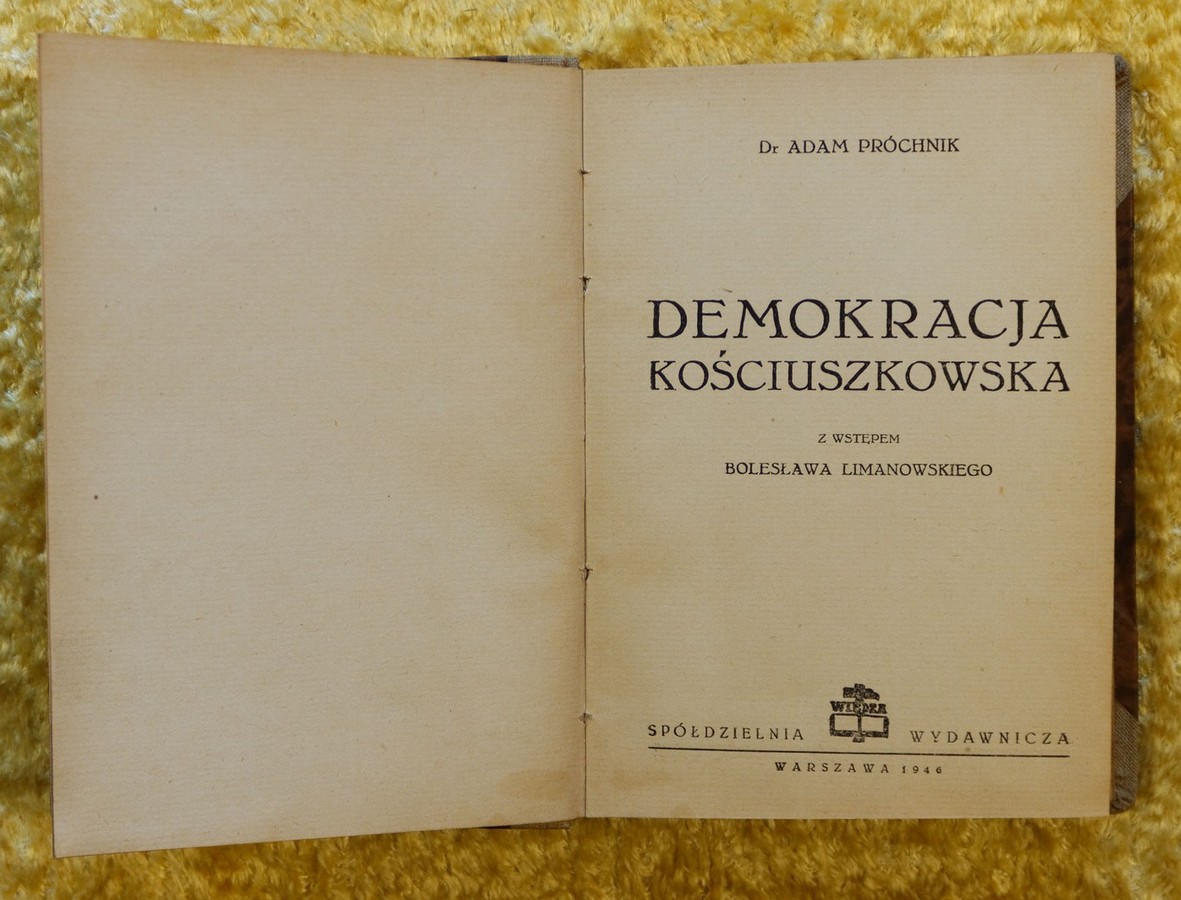 Dr ADAM PRÓCHNIK
DEMOKRACJA
KOŚCIUSZKOWSKA
Z WSTĘPEM
BOLESŁAWA LIMANOWSKIEGO
WIEDZA
SPÓŁDZIELNIA WYDAWNICZA
WARSZAWA 1946